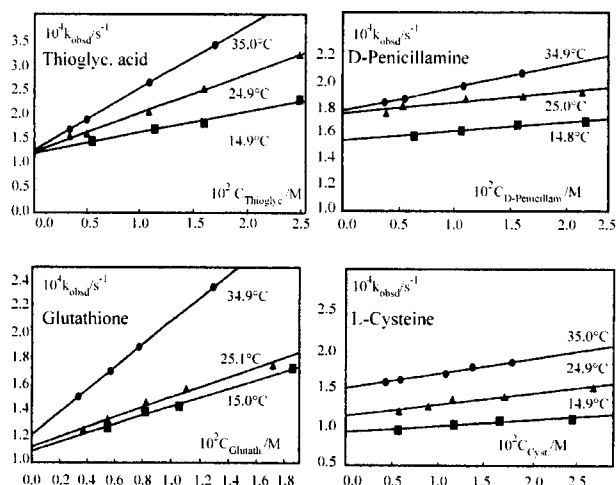 10⁴k_obsd/s⁻¹
Thioglyc. acid
35.0°C
24.9°C
14.9°C
10² C_Thioglyc/M
3.5
3.0
2.5
2.0
1.5
1.0
0.5
0.0
0.0 0.5 1.0 1.5 2.0 2.5
10⁴k_obsd/s⁻¹
D-Penicillamine
34.9°C
25.0°C
14.8°C
10² C_D-Penicillam/M
2.2
2.0
1.8
1.6
1.4
1.2
1.0
0.0 0.5 1.0 1.5 2.0 2.5
10⁴k_obsd/s⁻¹
Glutathione
34.9°C
25.1°C
15.0°C
10²C_Glutath./M
2.4
2.2
2.0
1.8
1.6
1.4
1.2
1.0
0.0 0.2 0.4 0.6 0.8 1.0 1.2 1.4 1.6 1.8
10⁴k_obsd/s⁻¹
L-Cysteine
35.0°C
24.9°C
14.9°C
10²C_Cyst./M
2.5
2.0
1.5
1.0
0.5
0.0 0.5 1.0 1.5 2.0 2.5